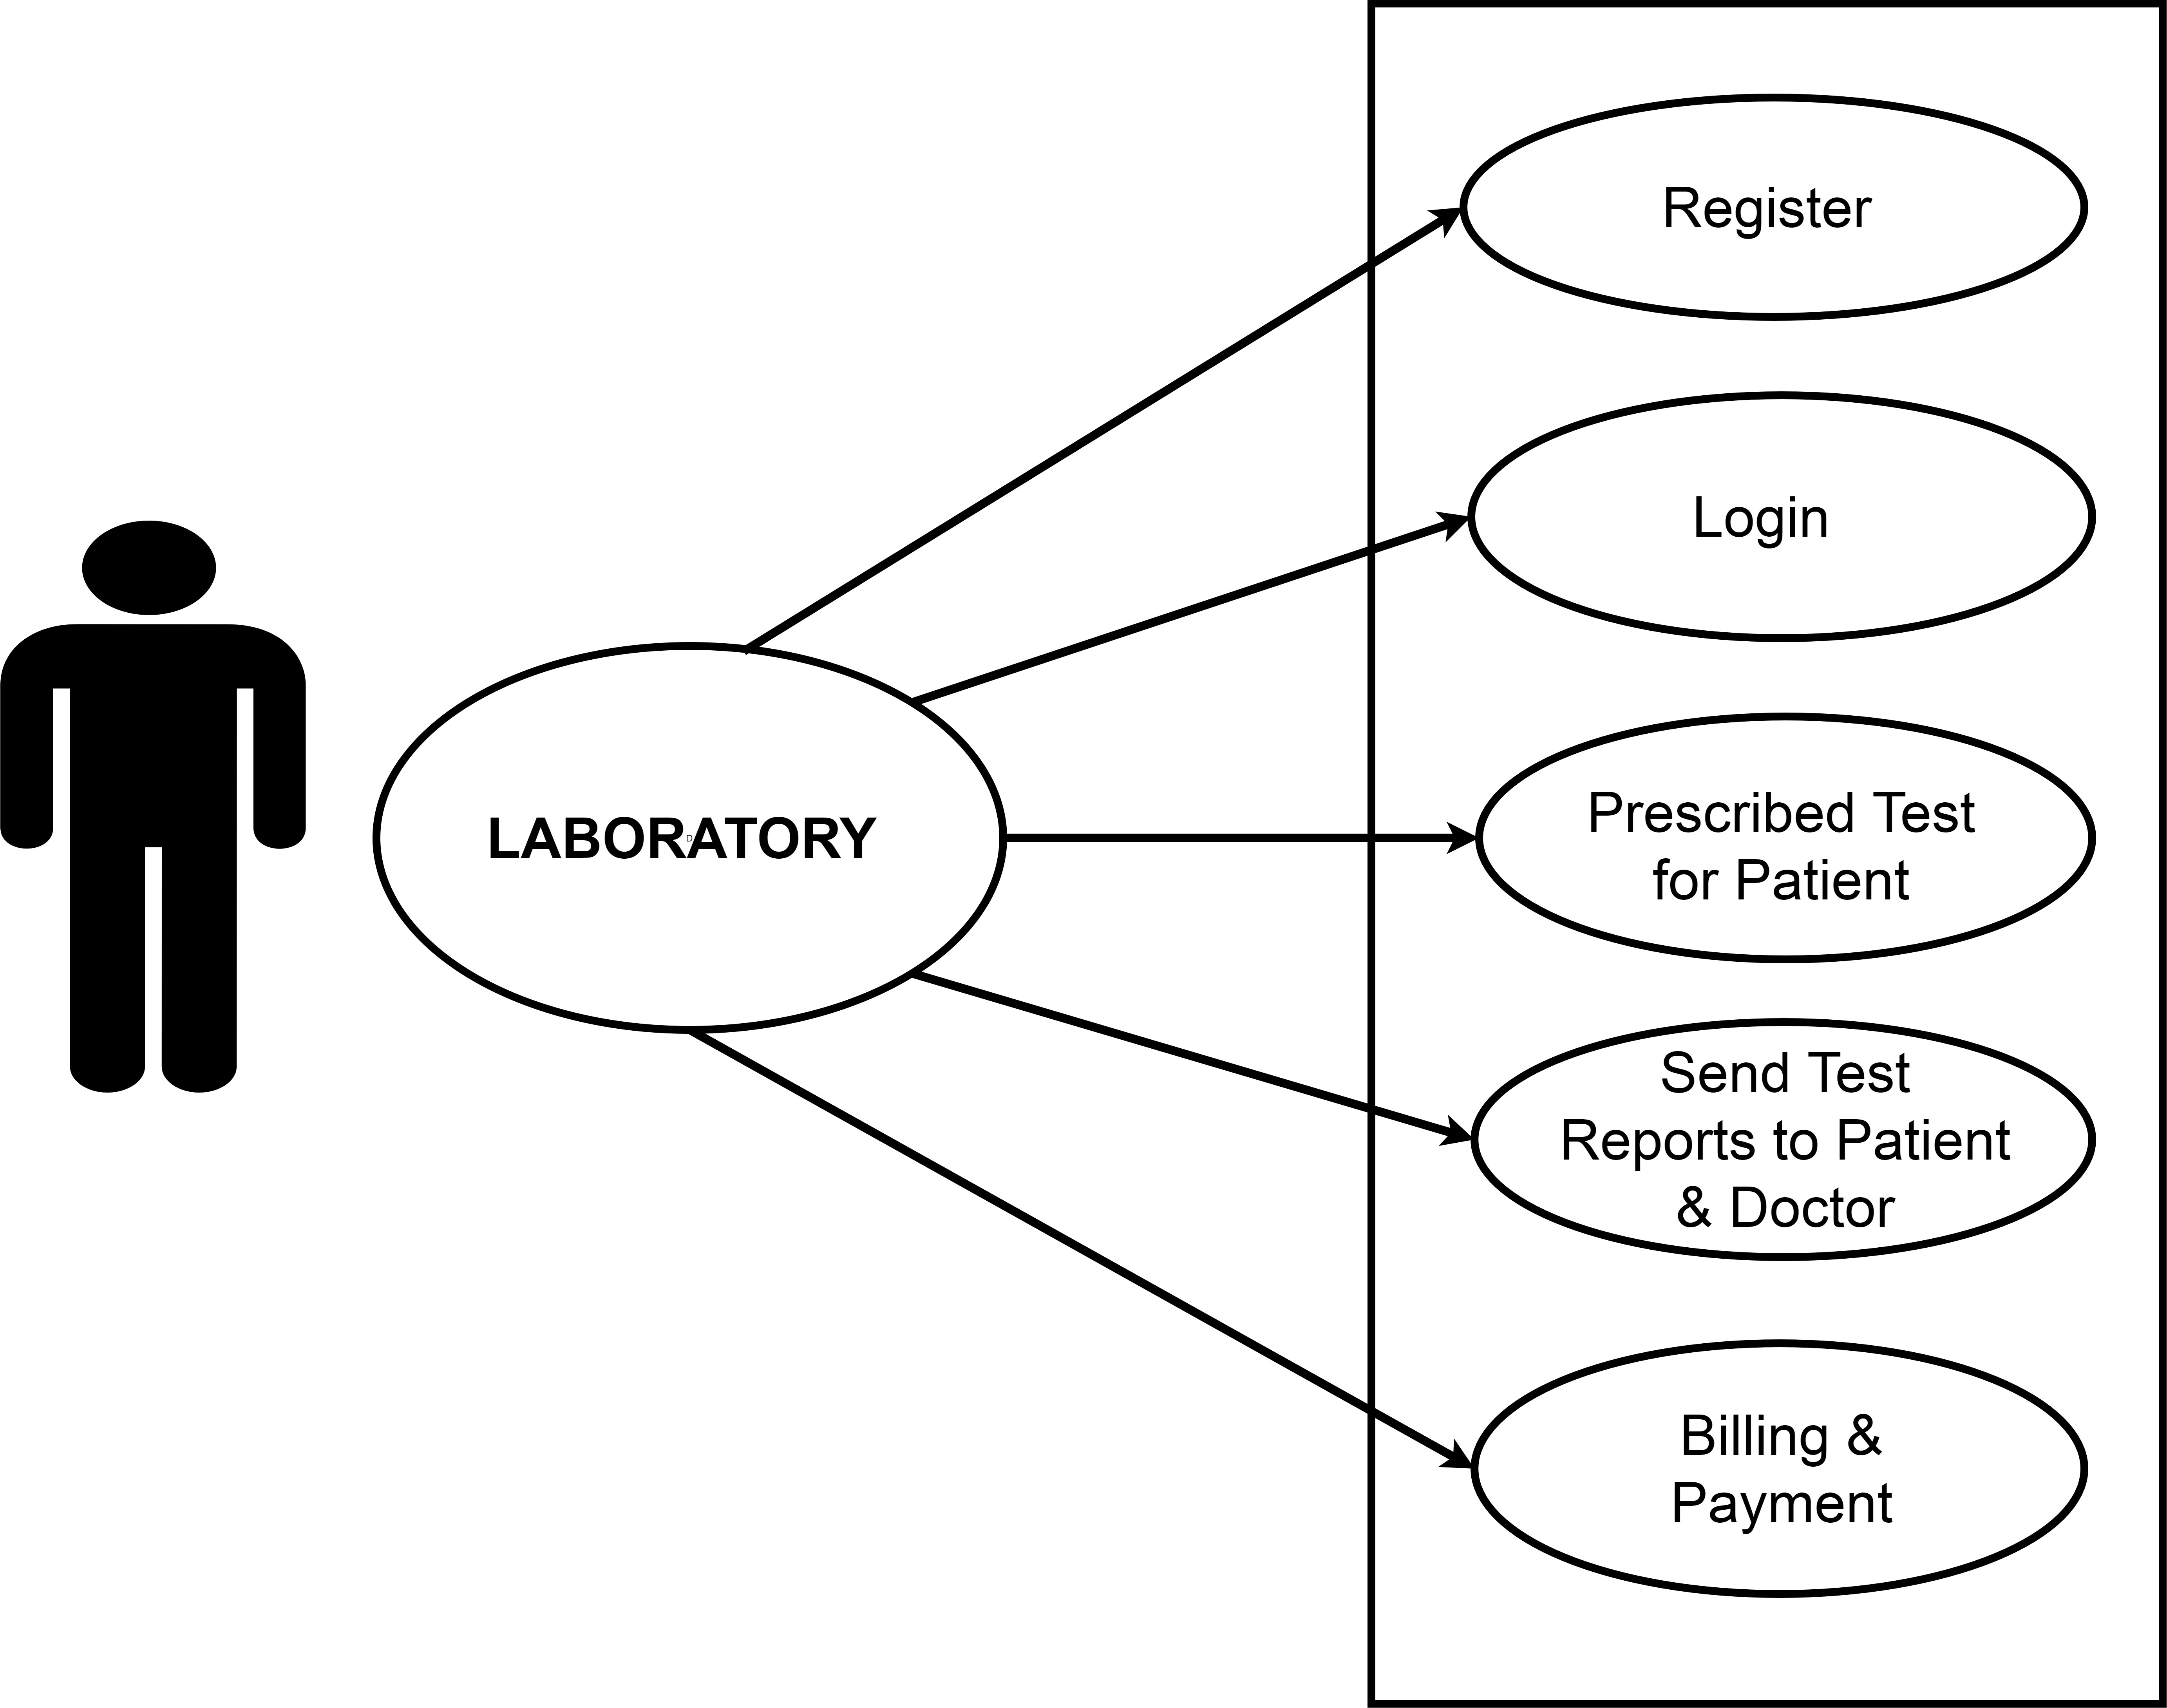 Register
Login
LABORATORY
D
Prescribed Test
for Patient
Send Test
Reports to Patient
& Doctor
Billing &
Payment